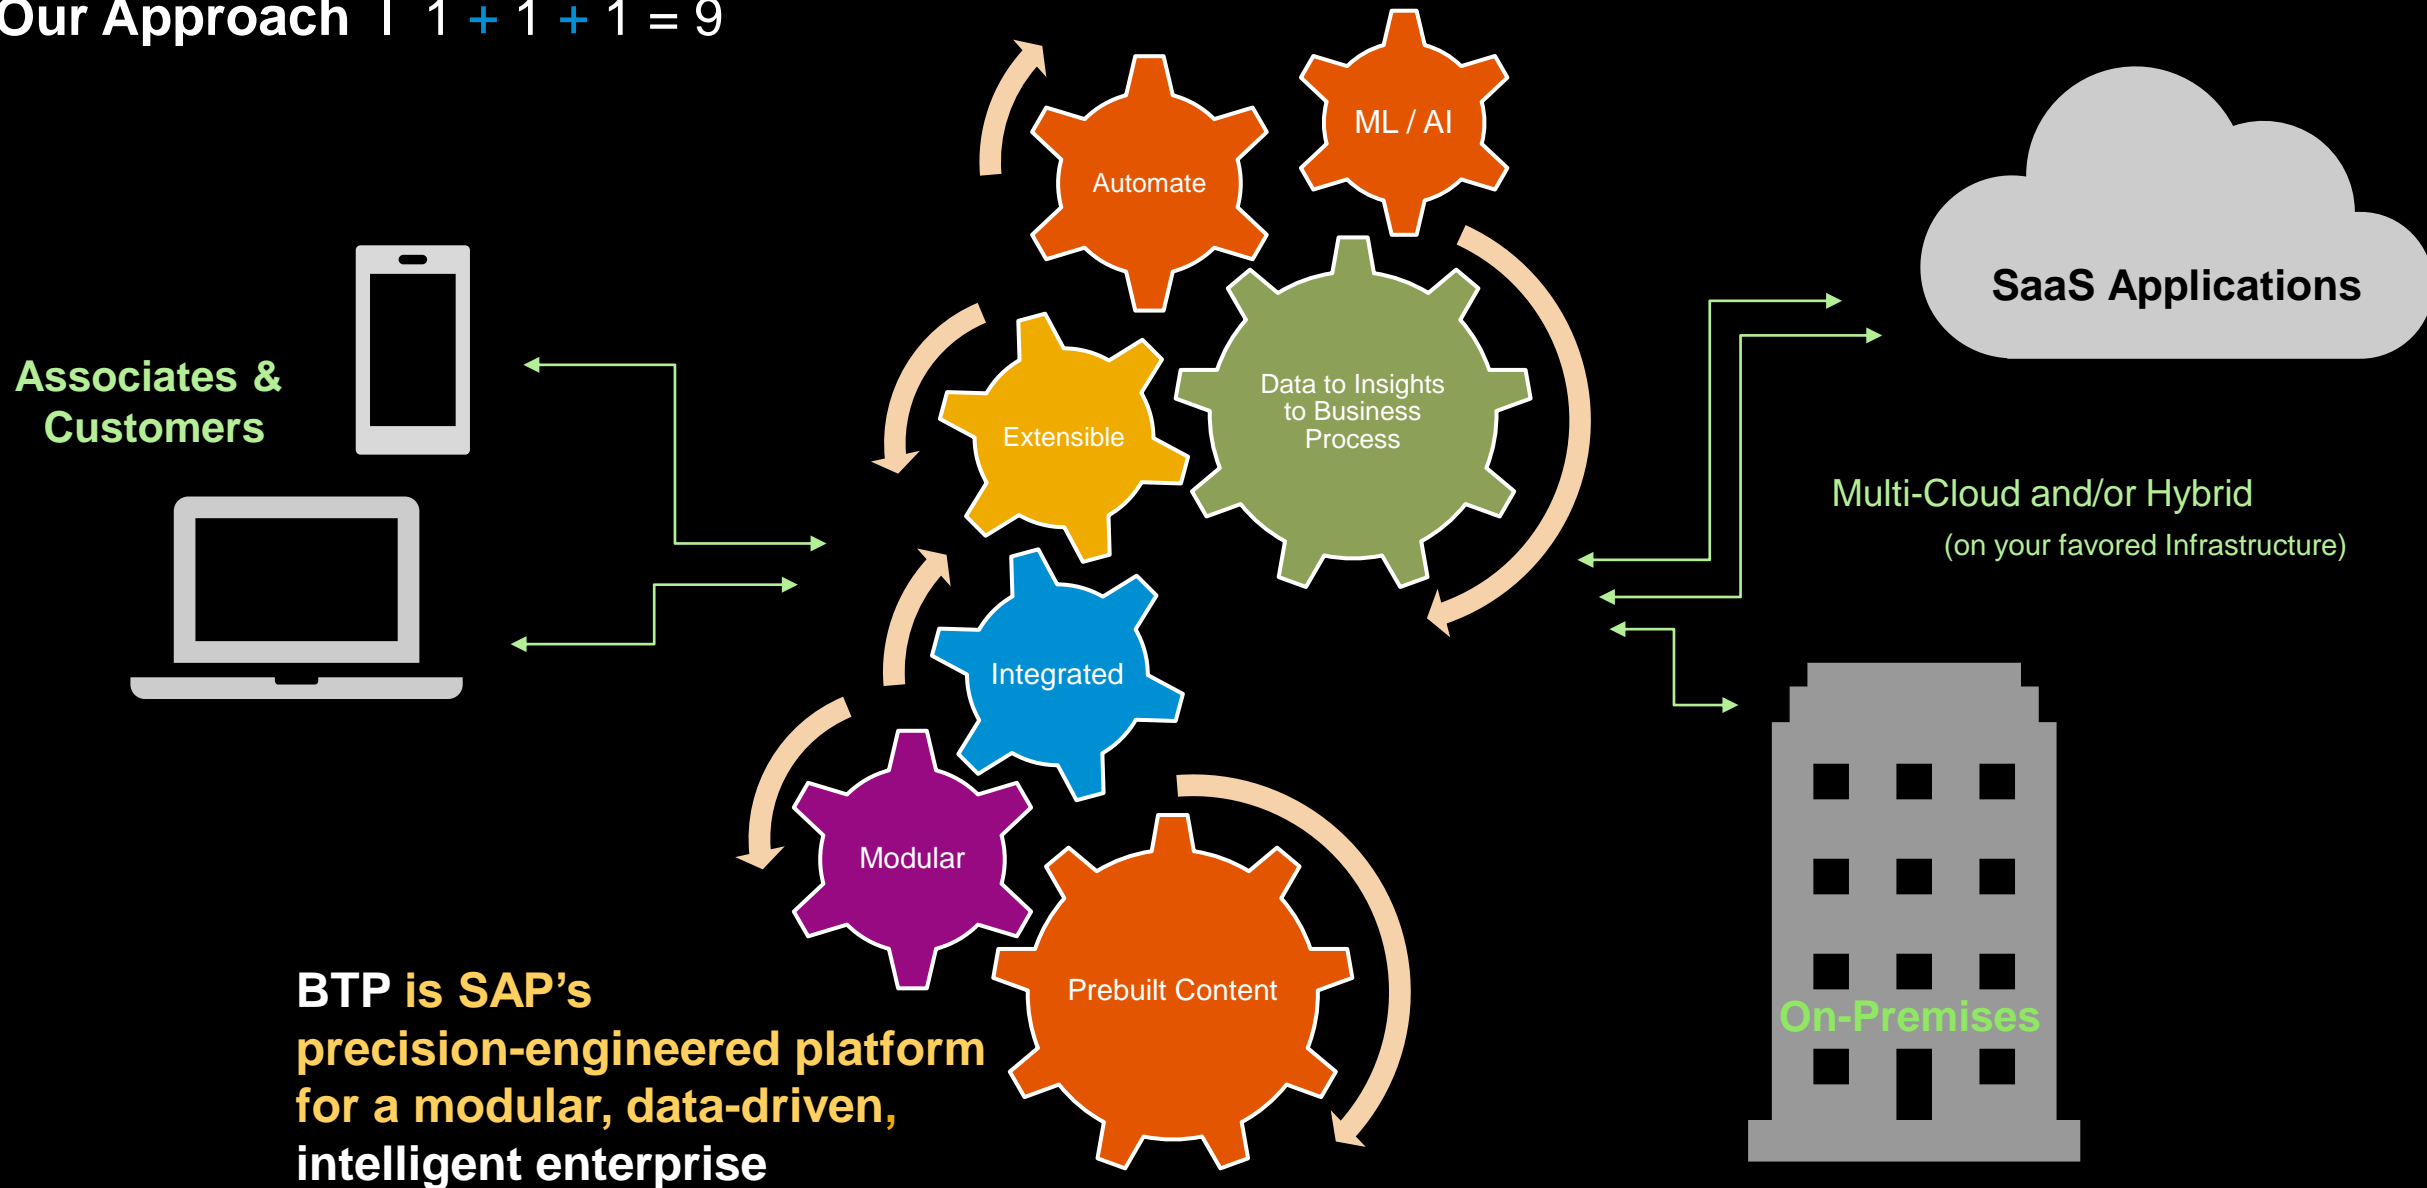 Our Approach | 1 + 1 + 1 = 9
ML / AI
Automate
SaaS Applications
Associates &
Customers
Data to Insights
to Business
Process
Extensible
Multi-Cloud and/or Hybrid
(on your favored Infrastructure)
Integrated
Modular
Prebuilt Content
On-Premises
BTP is SAP’s
precision-engineered platform
for a modular, data-driven,
intelligent enterprise